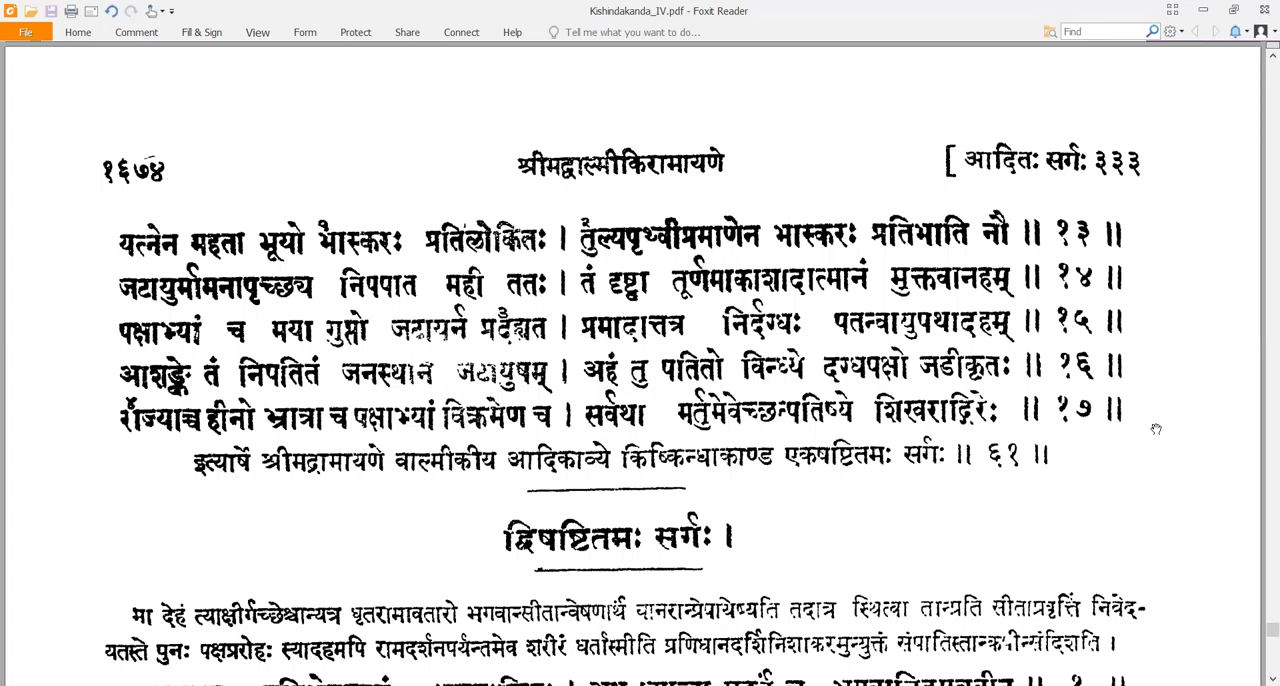 Kishindakanda_IV.pdf - Foxit Reader
File Home Comment Fill & Sign View Form Protect Share Connect Help Tell me what you want to do... Find
१६७४ श्रीमद्वाल्मीकिरामायणे [ आदितः सर्गः ३३३
यत्नेन महता भूयो भास्करः प्रतिलोकितः । तुल्यपृथ्वीप्रमाणेन भास्करः प्रतिभाति नौ ॥ १३ ॥
जटायुर्मामनापृच्छ्य निपपात मही ततः । तं दृष्ट्वा तूर्णमाकाशादात्मानं मुक्तवानहम् ॥ १४ ॥
पक्षाभ्यां च मया गुप्तो जटायर्न प्रदह्यत । प्रमादात्तत्र निर्दग्धः पतन्वायुपथादहम् ॥ १५ ॥
आशङ्के तं निपतितं जनस्थाने जटायुषम् । अहं तु पतितो विन्ध्ये दग्धपक्षो जडीकृतः ॥ १६ ॥
राज्याच्च हीनो भ्रात्रा च पक्षाभ्यां विक्रमेण च । सर्वथा मर्तुमेवेच्छन्पतिष्ये शिखराद्गिरेः ॥ १७ ॥
इत्यार्षे श्रीमद्रामायणे वाल्मीकीय आदिकाव्ये किष्किन्धाकाण्ड एकषष्टितमः सर्गः ॥ ६१ ॥
द्विषष्टितमः सर्गः ।
मा देहं त्याक्षीर्गच्छेश्चान्यत्र धृतरामावतारो भगवान्सीतान्वेषणार्थं वानरान्प्रेषयिष्यति तदात्र स्थित्वा तान्प्रति सीताप्रवृत्तिं निवेद-
यतस्ते पुनः पक्षप्ररोहः स्यादहमपि रामदर्शनपर्यन्तमेव शरीरं धर्तास्मीति प्रणिधानदर्शिनिशाकरमुन्युक्तं संपातिस्तान्कपीन्संदिशति ।